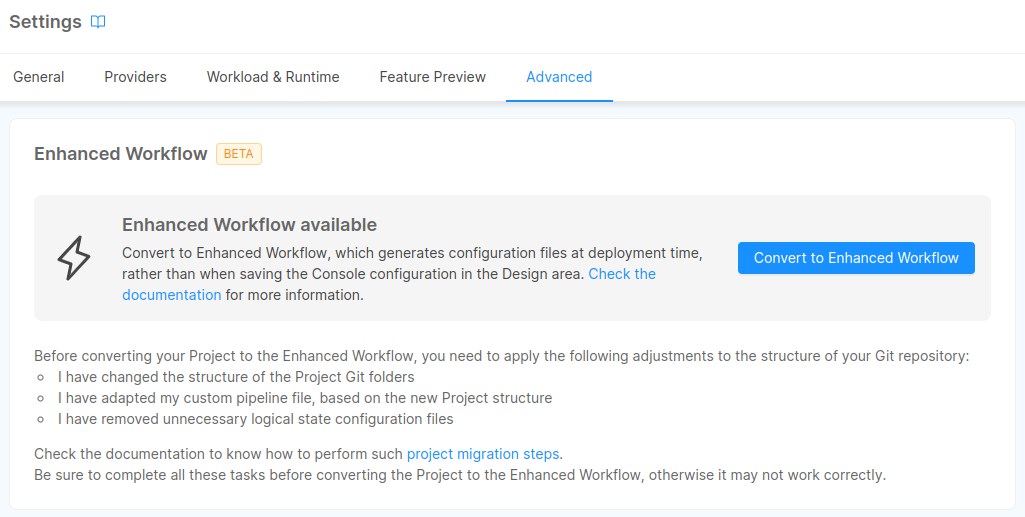 Settings
General Providers Workload & Runtime Feature Preview Advanced
Enhanced Workflow BETA
Enhanced Workflow available
Convert to Enhanced Workflow, which generates configuration files at deployment time,
rather than when saving the Console configuration in the Design area. Check the
documentation for more information.
Convert to Enhanced Workflow
Before converting your Project to the Enhanced Workflow, you need to apply the following adjustments to the structure of your Git repository:
I have changed the structure of the Project Git folders
I have adapted my custom pipeline file, based on the new Project structure
I have removed unnecessary logical state configuration files
Check the documentation to know how to perform such project migration steps.
Be sure to complete all these tasks before converting the Project to the Enhanced Workflow, otherwise it may not work correctly.